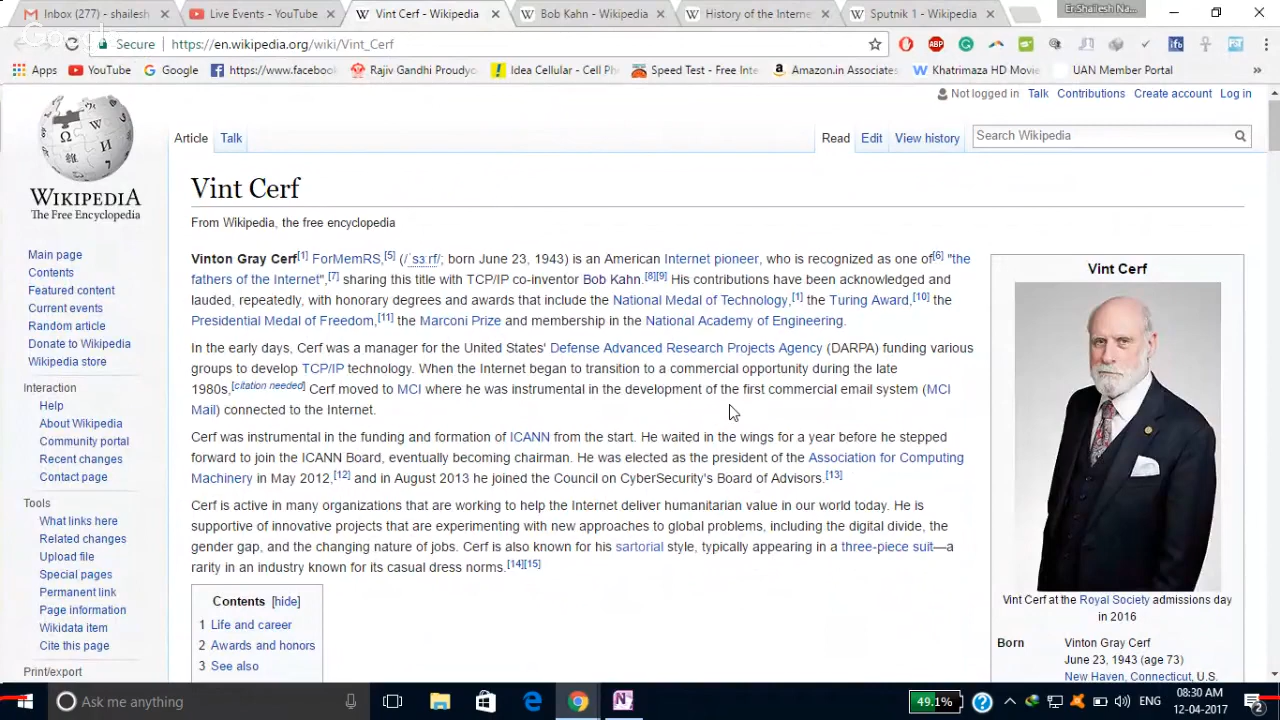 Inbox (277) - shailesh
Live Events - YouTube
Vint Cerf - Wikipedia
Bob Kahn - Wikipedia
History of the Interne
Sputnik 1 - Wikipedia
Er.Shailesh Na...
Google
Secure
https://en.wikipedia.org/wiki/Vint_Cerf
Apps
YouTube
Google
https://www.facebook
Rajiv Gandhi Proudyo
Idea Cellular - Cell Ph
Speed Test - Free Inte
Amazon.in Associates
Khatrimaza HD Movie
UAN Member Portal
Not logged in Talk Contributions Create account Log in
Article Talk
Read Edit View history
Search Wikipedia
WIKIPEDIA
The Free Encyclopedia
Main page
Contents
Featured content
Current events
Random article
Donate to Wikipedia
Wikipedia store
Interaction
Help
About Wikipedia
Community portal
Recent changes
Contact page
Tools
What links here
Related changes
Upload file
Special pages
Permanent link
Page information
Wikidata item
Cite this page
Print/export
Vint Cerf
From Wikipedia, the free encyclopedia
Vinton Gray Cerf[1] ForMemRS,[5] (/ˈsɜːrf/; born June 23, 1943) is an American Internet pioneer, who is recognized as one of[6] "the
fathers of the Internet",[7] sharing this title with TCP/IP co-inventor Bob Kahn.[8][9] His contributions have been acknowledged and
lauded, repeatedly, with honorary degrees and awards that include the National Medal of Technology,[1] the Turing Award,[10] the
Presidential Medal of Freedom,[11] the Marconi Prize and membership in the National Academy of Engineering.
In the early days, Cerf was a manager for the United States' Defense Advanced Research Projects Agency (DARPA) funding various
groups to develop TCP/IP technology. When the Internet began to transition to a commercial opportunity during the late
1980s,[citation needed] Cerf moved to MCI where he was instrumental in the development of the first commercial email system (MCI
Mail) connected to the Internet.
Cerf was instrumental in the funding and formation of ICANN from the start. He waited in the wings for a year before he stepped
forward to join the ICANN Board, eventually becoming chairman. He was elected as the president of the Association for Computing
Machinery in May 2012,[12] and in August 2013 he joined the Council on CyberSecurity's Board of Advisors.[13]
Cerf is active in many organizations that are working to help the Internet deliver humanitarian value in our world today. He is
supportive of innovative projects that are experimenting with new approaches to global problems, including the digital divide, the
gender gap, and the changing nature of jobs. Cerf is also known for his sartorial style, typically appearing in a three-piece suit—a
rarity in an industry known for its casual dress norms.[14][15]
Contents [hide]
1 Life and career
2 Awards and honors
3 See also
Vint Cerf
Vint Cerf at the Royal Society admissions day
in 2016
Born Vinton Gray Cerf
June 23, 1943 (age 73)
New Haven, Connecticut, U.S.
Ask me anything
49.1%
ENG
08:30 AM
12-04-2017
2